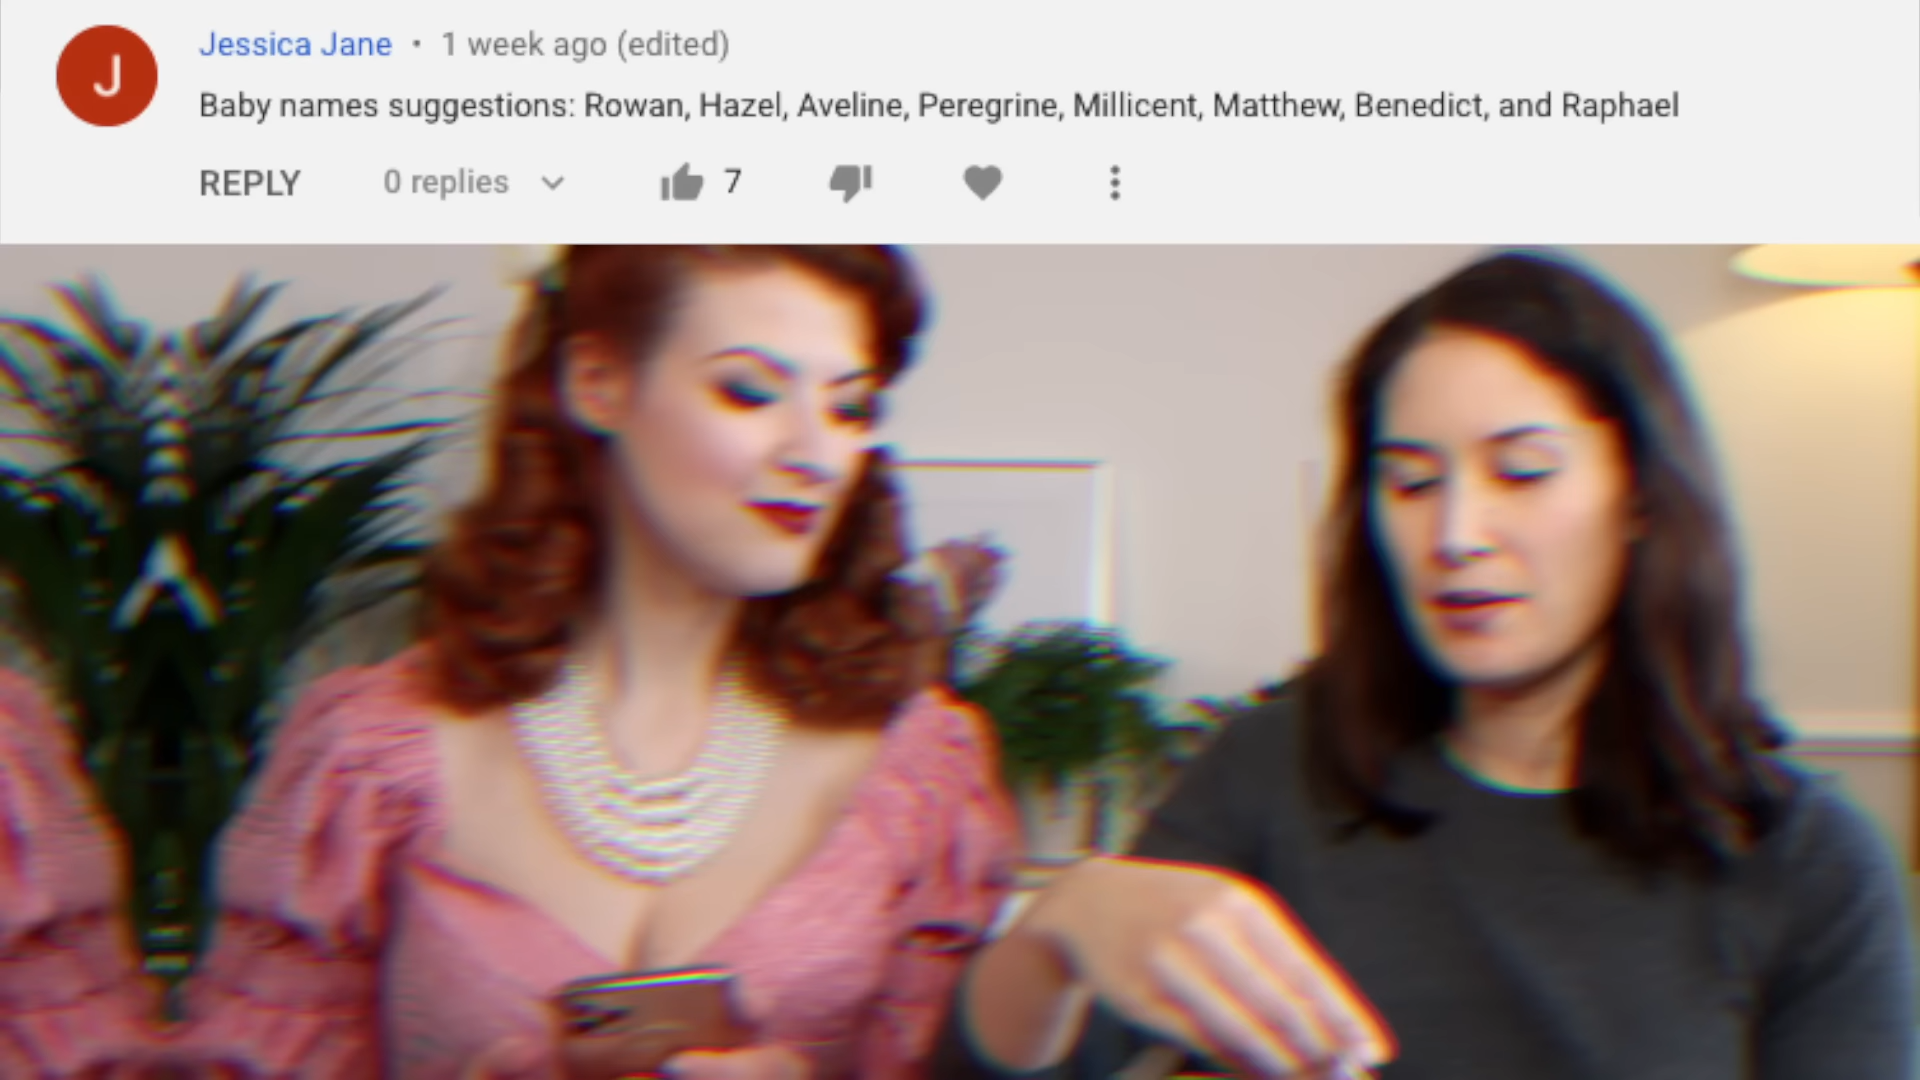 J
Jessica Jane • 1 week ago (edited)
Baby names suggestions: Rowan, Hazel, Aveline, Peregrine, Millicent, Matthew, Benedict, and Raphael
REPLY 0 replies 7